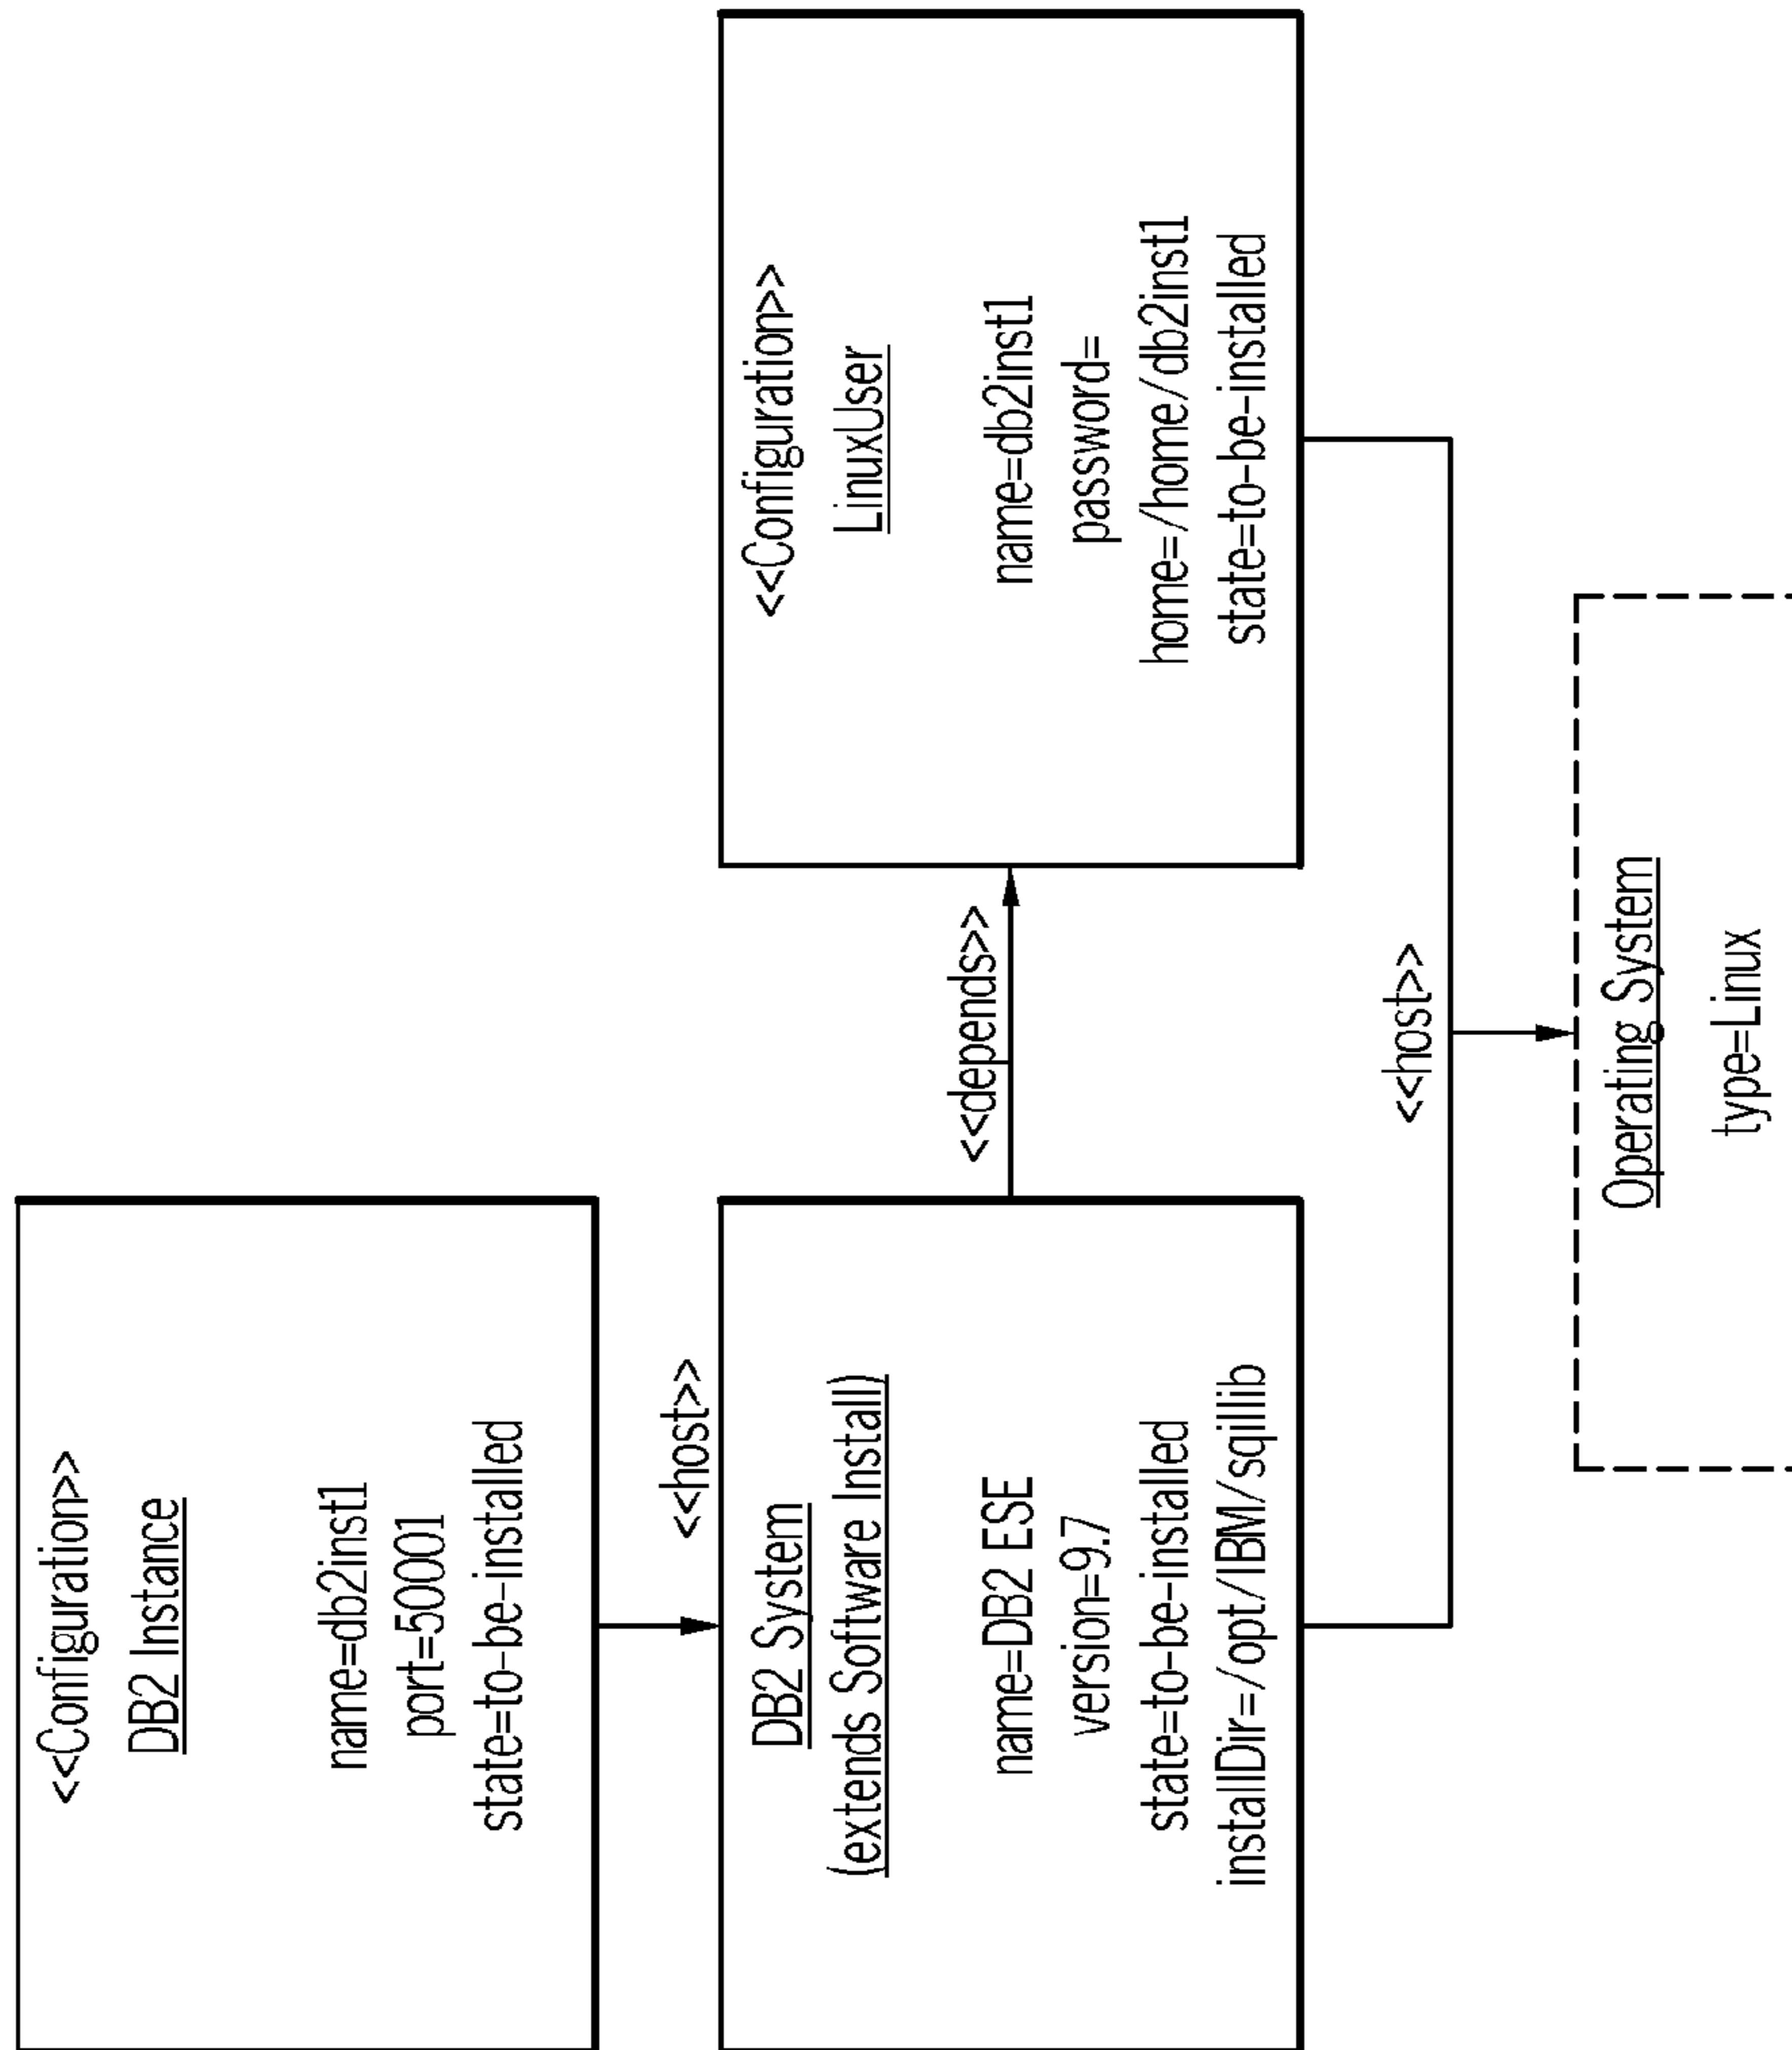 <<Configuration>>
DB2 Instance
name=db2inst1
port=50001
state=to-be-installed
<<host>>
DB2 System
(extends Software Install)
name=DB2 ESE
version=9.7
state=to-be-installed
installDir=/opt/IBM/sqillib
<<depends>>
<<Configuration>>
LinuxUser
name=db2inst1
password=
home=/home/db2inst1
state=to-be-installed
<<host>>
Operating System
type=Linux